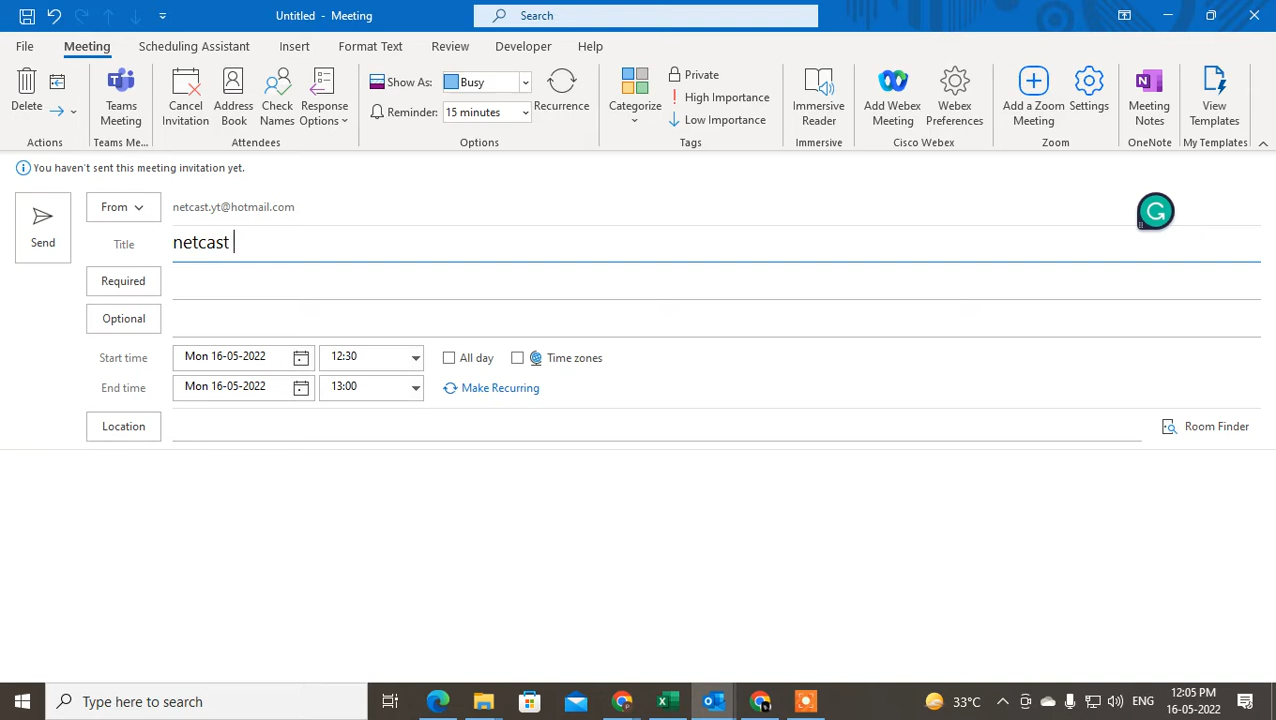 Untitled - Meeting
Search
File
Meeting
Scheduling Assistant
Insert
Format Text
Review
Developer
Help
Delete
Actions
Teams
Meeting
Teams Me...
Cancel
Invitation
Address
Book
Check
Names
Response
Options
Attendees
Show As:
Busy
Reminder:
15 minutes
Recurrence
Options
Categorize
Private
High Importance
Low Importance
Tags
Immersive
Reader
Immersive
Add Webex
Meeting
Webex
Preferences
Cisco Webex
Add a Zoom
Meeting
Settings
Zoom
Meeting
Notes
OneNote
View
Templates
My Templates
You haven't sent this meeting invitation yet.
Send
From
netcast.yt@hotmail.com
Title
netcast
Required
Optional
Start time
Mon 16-05-2022
12:30
All day
Time zones
End time
Mon 16-05-2022
13:00
Make Recurring
Location
Room Finder
Type here to search
33°C
ENG
12:05 PM
16-05-2022